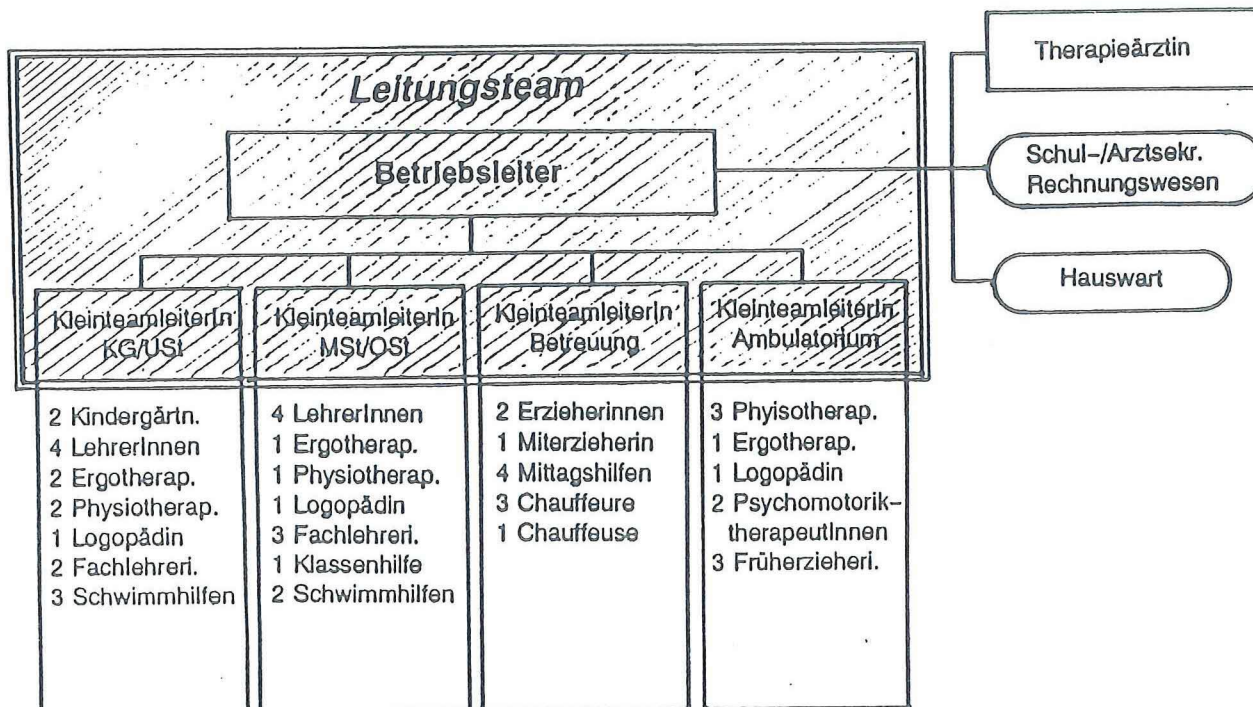 Leitungsteam
Betriebsleiter
Therapieärztin
Schul-/Arztsekr.
Rechnungswesen
Hauswart
KleinteamleiterIn
KG/USt
2 Kindergärtn.
4 LehrerInnen
2 Ergotherap.
2 Physiotherap.
1 Logopädin
2 Fachlehreri.
3 Schwimmhilfen
KleinteamleiterIn
MSt/OSt
4 LehrerInnen
1 Ergotherap.
1 Physiotherap.
1 Logopädin
3 Fachlehreri.
1 Klassenhilfe
2 Schwimmhilfen
KleinteamleiterIn
Betreuung
2 Erzieherinnen
1 Miterzieherin
4 Mittagshilfen
3 Chauffeure
1 Chauffeuse
KleinteamleiterIn
Ambulatorium
3 Phyisotherap.
1 Ergotherap.
1 Logopädin
2 Psychomotorik-
therapeutInnen
3 Früherzieheri.